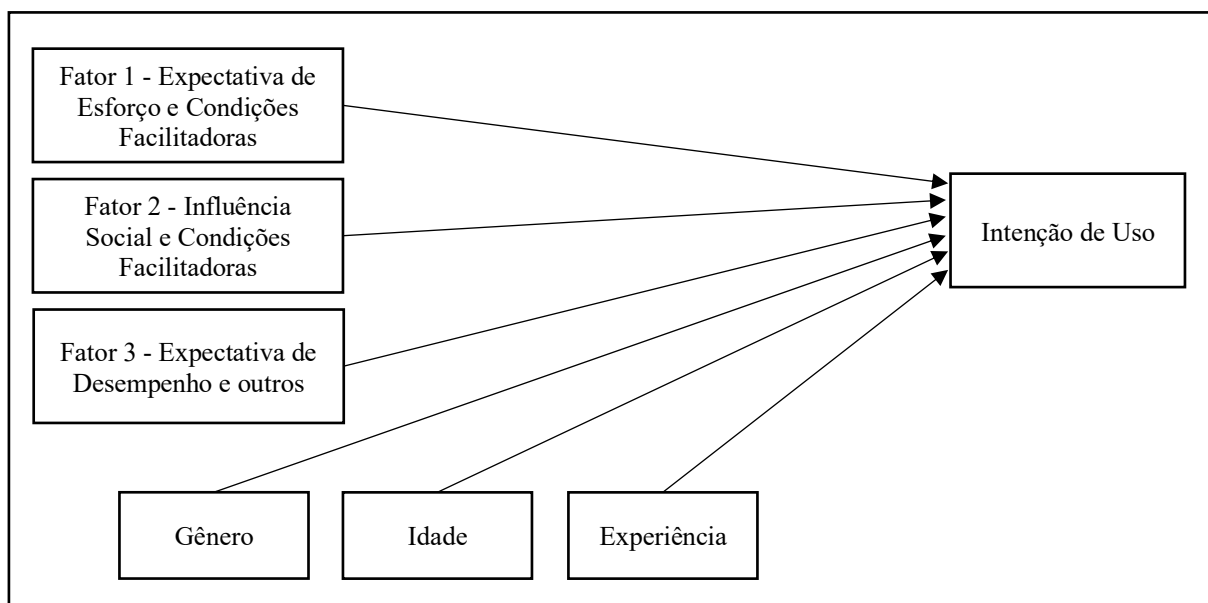 Fator 1 - Expectativa de
Esforço e Condições
Facilitadoras
Fator 2 - Influência
Social e Condições
Facilitadoras
Fator 3 - Expectativa de
Desempenho e outros
Intenção de Uso
Gênero
Idade
Experiência